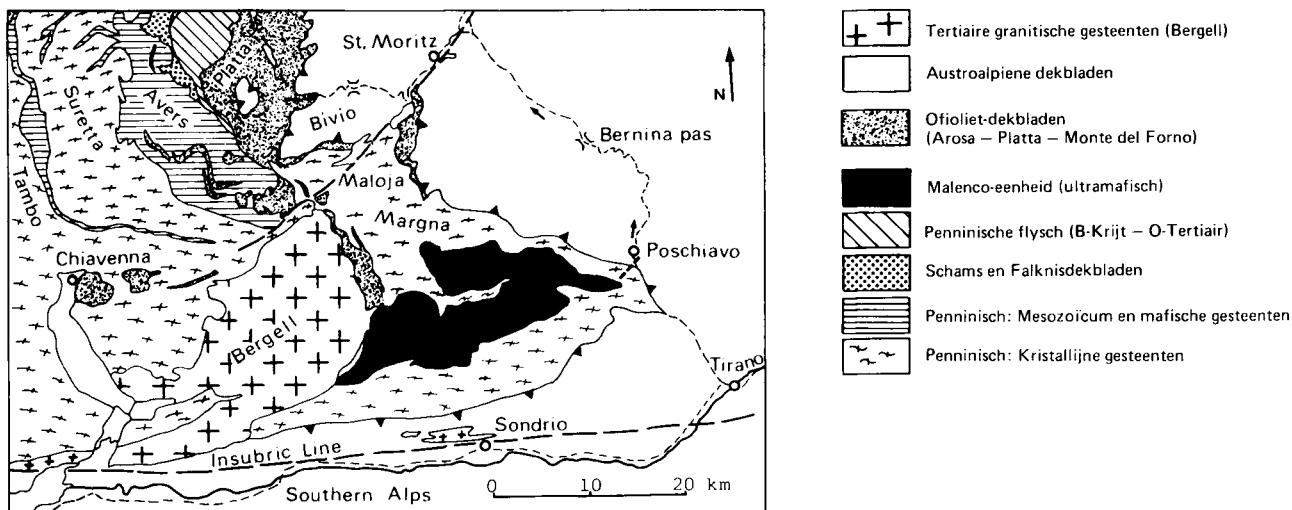 St. Moritz
Platta
Avers
Suretta
Bivio
N
Bernina pas
Tambo
Maloja
Margna
Chiavenna
Poschiavo
Bergell
Tirano
Sondrio
Insubric Line
Southern Alps
0 10 20 km
Tertiaire granitische gesteenten (Bergell)
Austroalpiene dekbladen
Ofioliet-dekbladen
(Arosa – Platta – Monte del Forno)
Malenco-eenheid (ultramafisch)
Penninische flysch (B-Krijt – O-Tertiair)
Schams en Falknisdekbladen
Penninisch: Mesozoïcum en mafische gesteenten
Penninisch: Kristallijne gesteenten